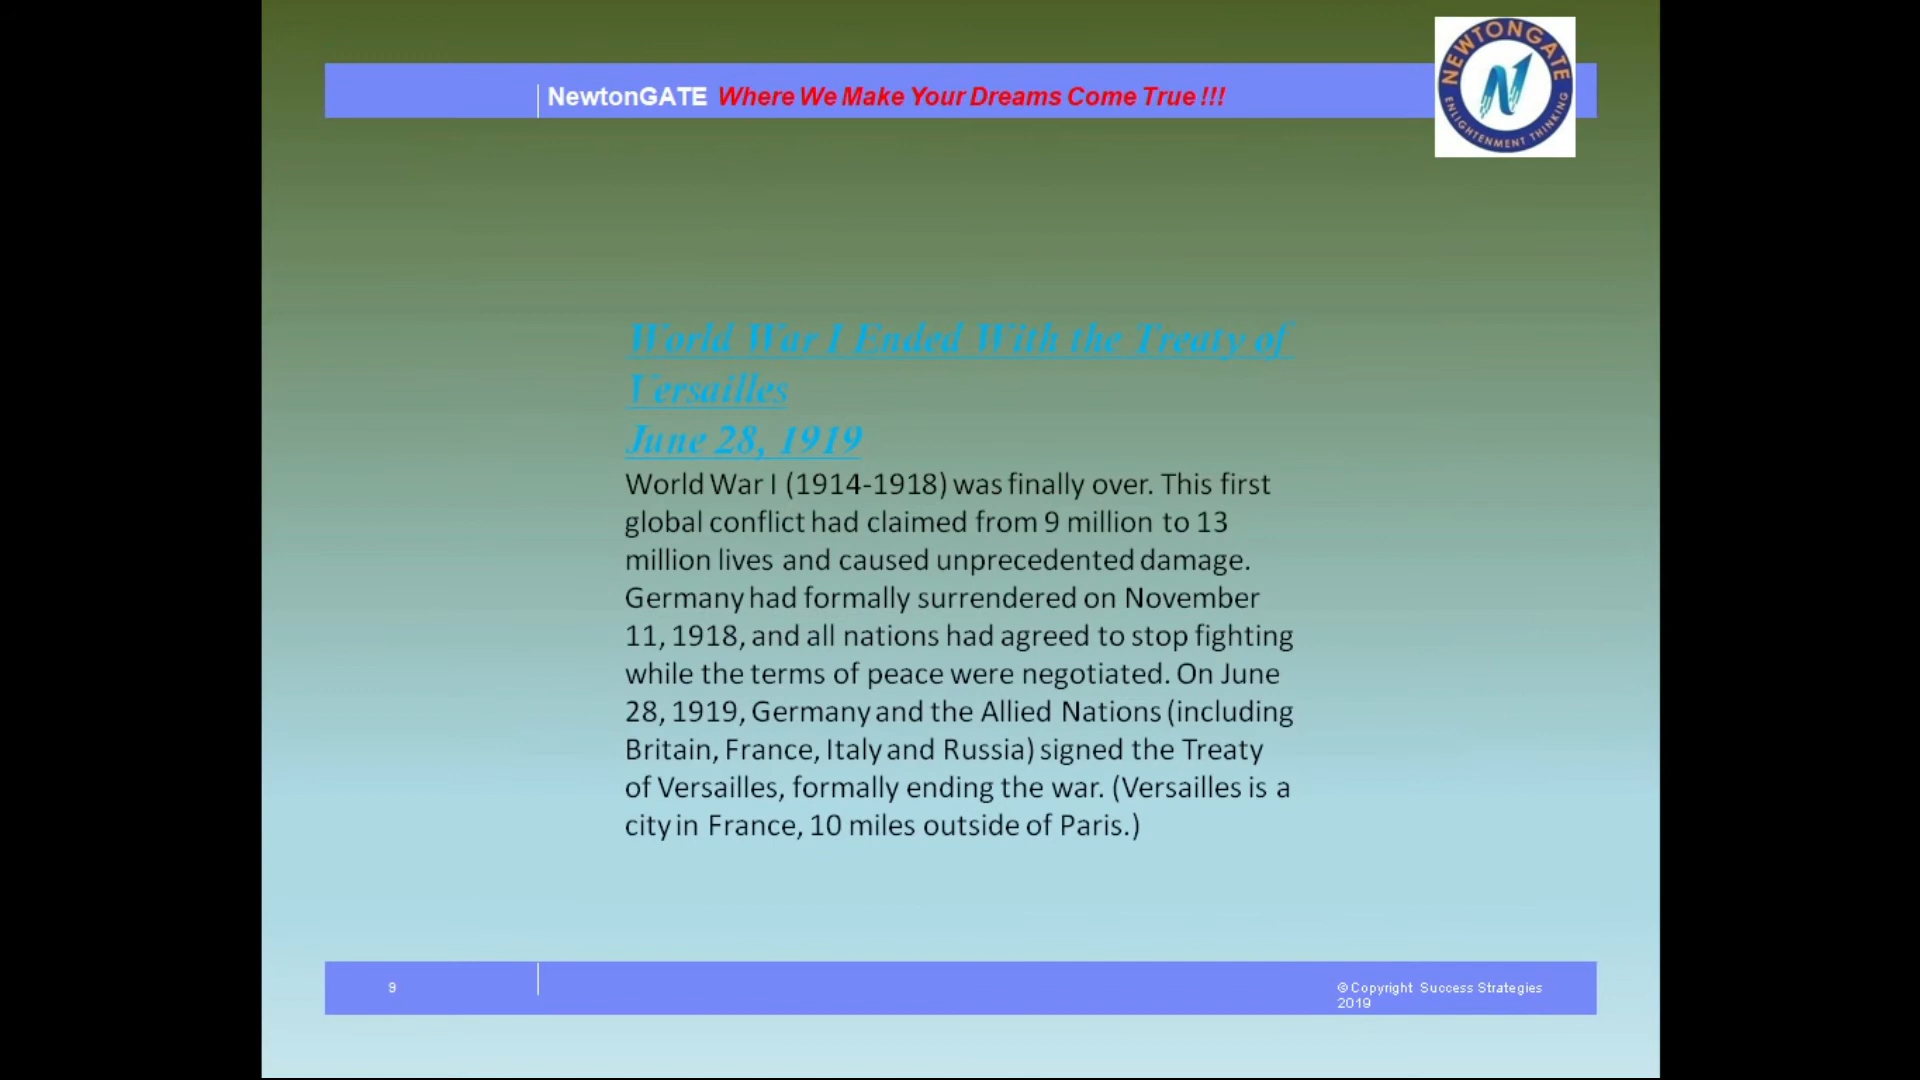 NEWTONGATE
ENLIGHTENMENT THINKING
N
NewtonGATE Where We Make Your Dreams Come True !!!
World War I Ended With the Treaty of
Versailles
June 28, 1919
World War I (1914-1918) was finally over. This first
global conflict had claimed from 9 million to 13
million lives and caused unprecedented damage.
Germany had formally surrendered on November
11, 1918, and all nations had agreed to stop fighting
while the terms of peace were negotiated. On June
28, 1919, Germany and the Allied Nations (including
Britain, France, Italy and Russia) signed the Treaty
of Versailles, formally ending the war. (Versailles is a
city in France, 10 miles outside of Paris.)
9
© Copyright Success Strategies
2019